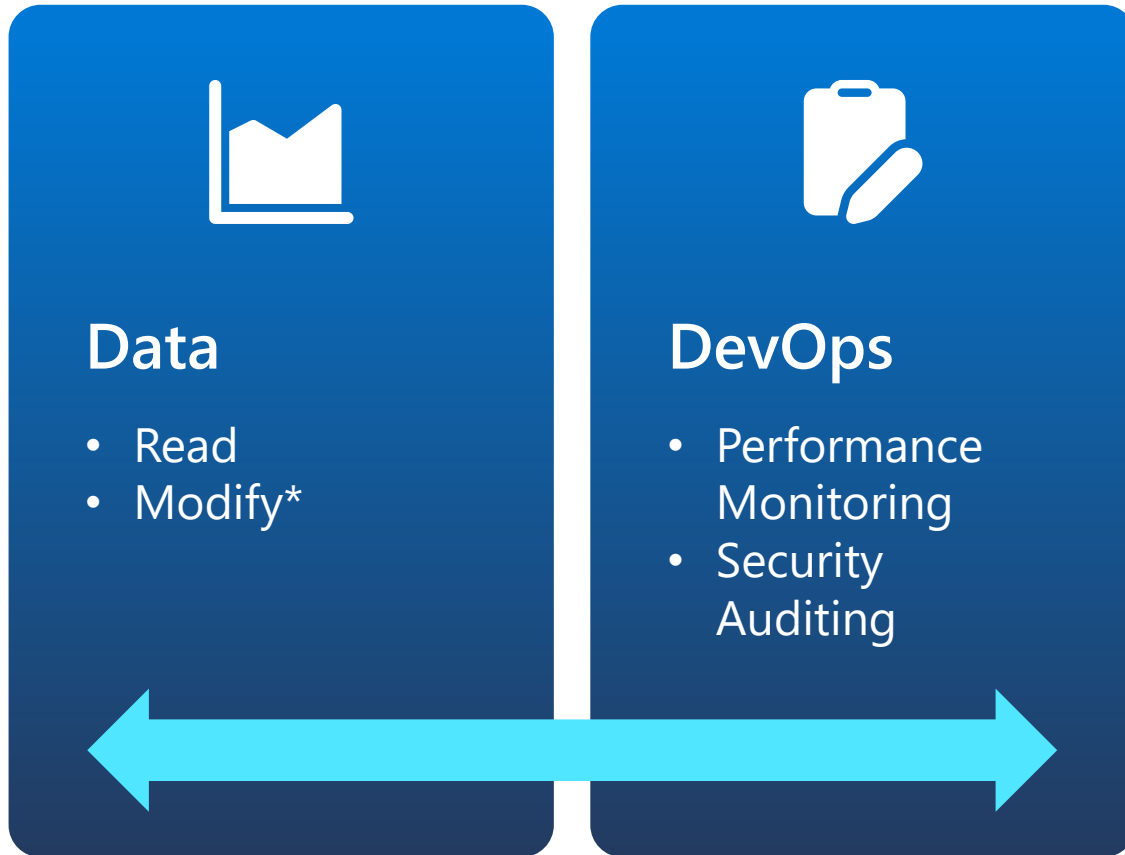 Data
• Read
• Modify*
DevOps
• Performance
Monitoring
• Security
Auditing